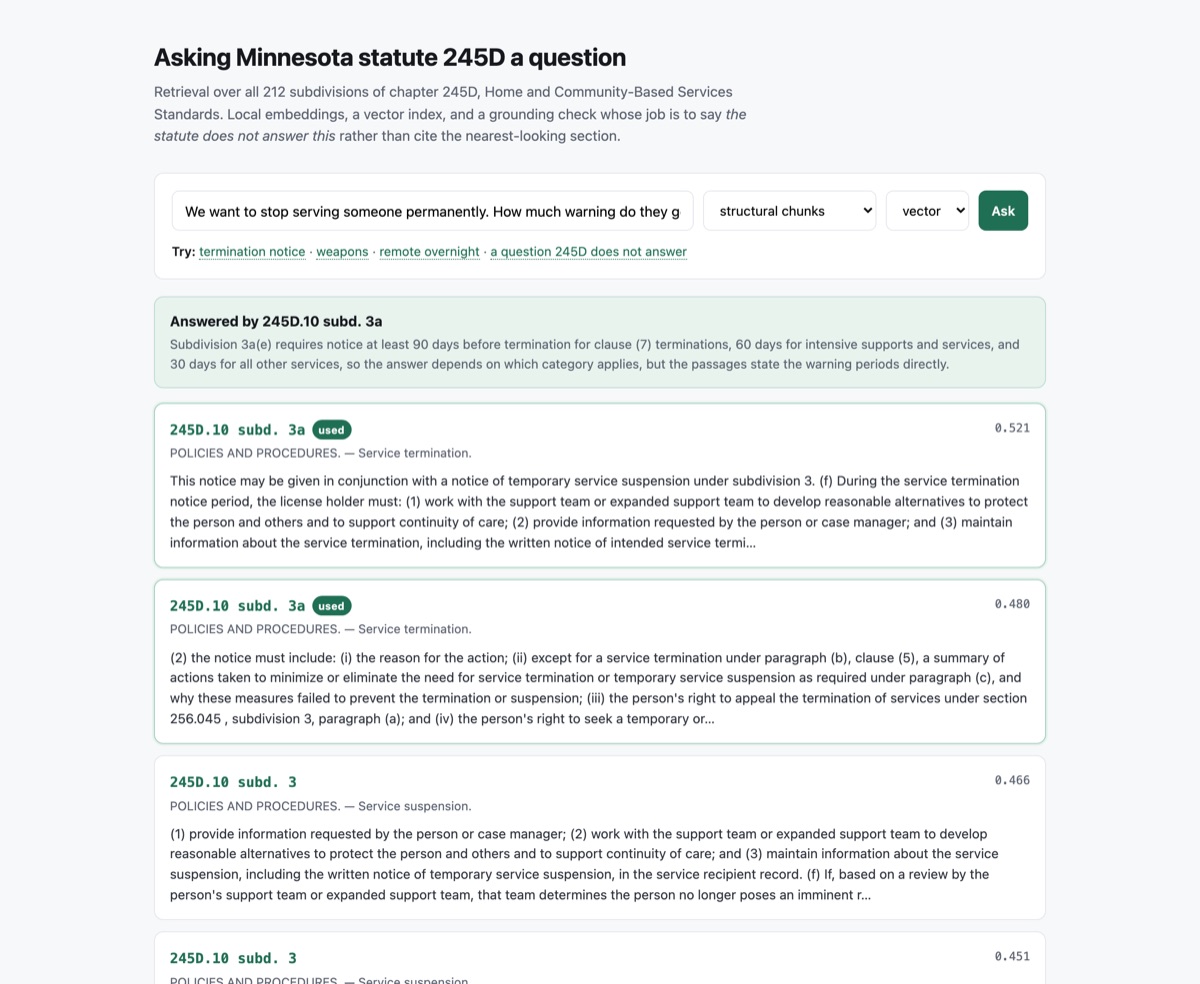 Asking Minnesota statute 245D a question
Retrieval over all 212 subdivisions of chapter 245D, Home and Community-Based Services
Standards. Local embeddings, a vector index, and a grounding check whose job is to say the
statute does not answer this rather than cite the nearest-looking section.
We want to stop serving someone permanently. How much warning do they g
structural chunks
vector
Ask
Try: termination notice · weapons · remote overnight · a question 245D does not answer
Answered by 245D.10 subd. 3a
Subdivision 3a(e) requires notice at least 90 days before termination for clause (7) terminations, 60 days for intensive supports and services, and
30 days for all other services, so the answer depends on which category applies, but the passages state the warning periods directly.
245D.10 subd. 3a used 0.521
POLICIES AND PROCEDURES. — Service termination.
This notice may be given in conjunction with a notice of temporary service suspension under subdivision 3. (f) During the service termination
notice period, the license holder must: (1) work with the support team or expanded support team to develop reasonable alternatives to protect
the person and others and to support continuity of care; (2) provide information requested by the person or case manager; and (3) maintain
information about the service termination, including the written notice of intended service termi...
245D.10 subd. 3a used 0.480
POLICIES AND PROCEDURES. — Service termination.
(2) the notice must include: (i) the reason for the action; (ii) except for a service termination under paragraph (b), clause (5), a summary of
actions taken to minimize or eliminate the need for service termination or temporary service suspension as required under paragraph (c), and
why these measures failed to prevent the termination or suspension; (iii) the person's right to appeal the termination of services under section
256.045 , subdivision 3, paragraph (a); and (iv) the person's right to seek a temporary or...
245D.10 subd. 3 0.466
POLICIES AND PROCEDURES. — Service suspension.
(1) provide information requested by the person or case manager; (2) work with the support team or expanded support team to develop
reasonable alternatives to protect the person and others and to support continuity of care; and (3) maintain information about the service
suspension, including the written notice of temporary service suspension, in the service recipient record. (f) If, based on a review by the
person's support team or expanded support team, that team determines the person no longer poses an imminent r...
245D.10 subd. 3 0.451
POLICIES AND PROCEDURES. — Service suspension.